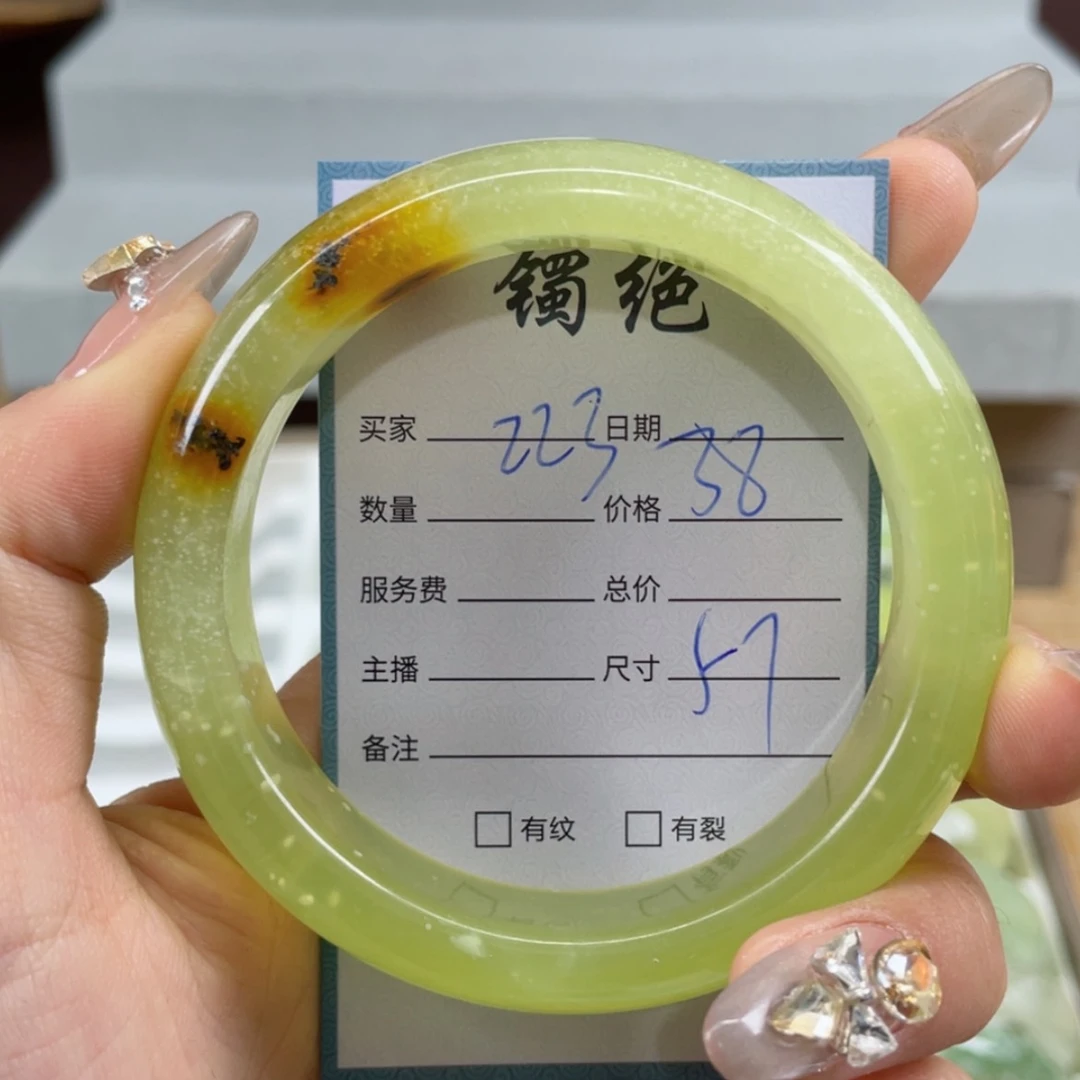 镯绝
买家 223 日期
数量 价格 38
服务费 总价
主播 尺寸 57
备注
□有纹 □有裂